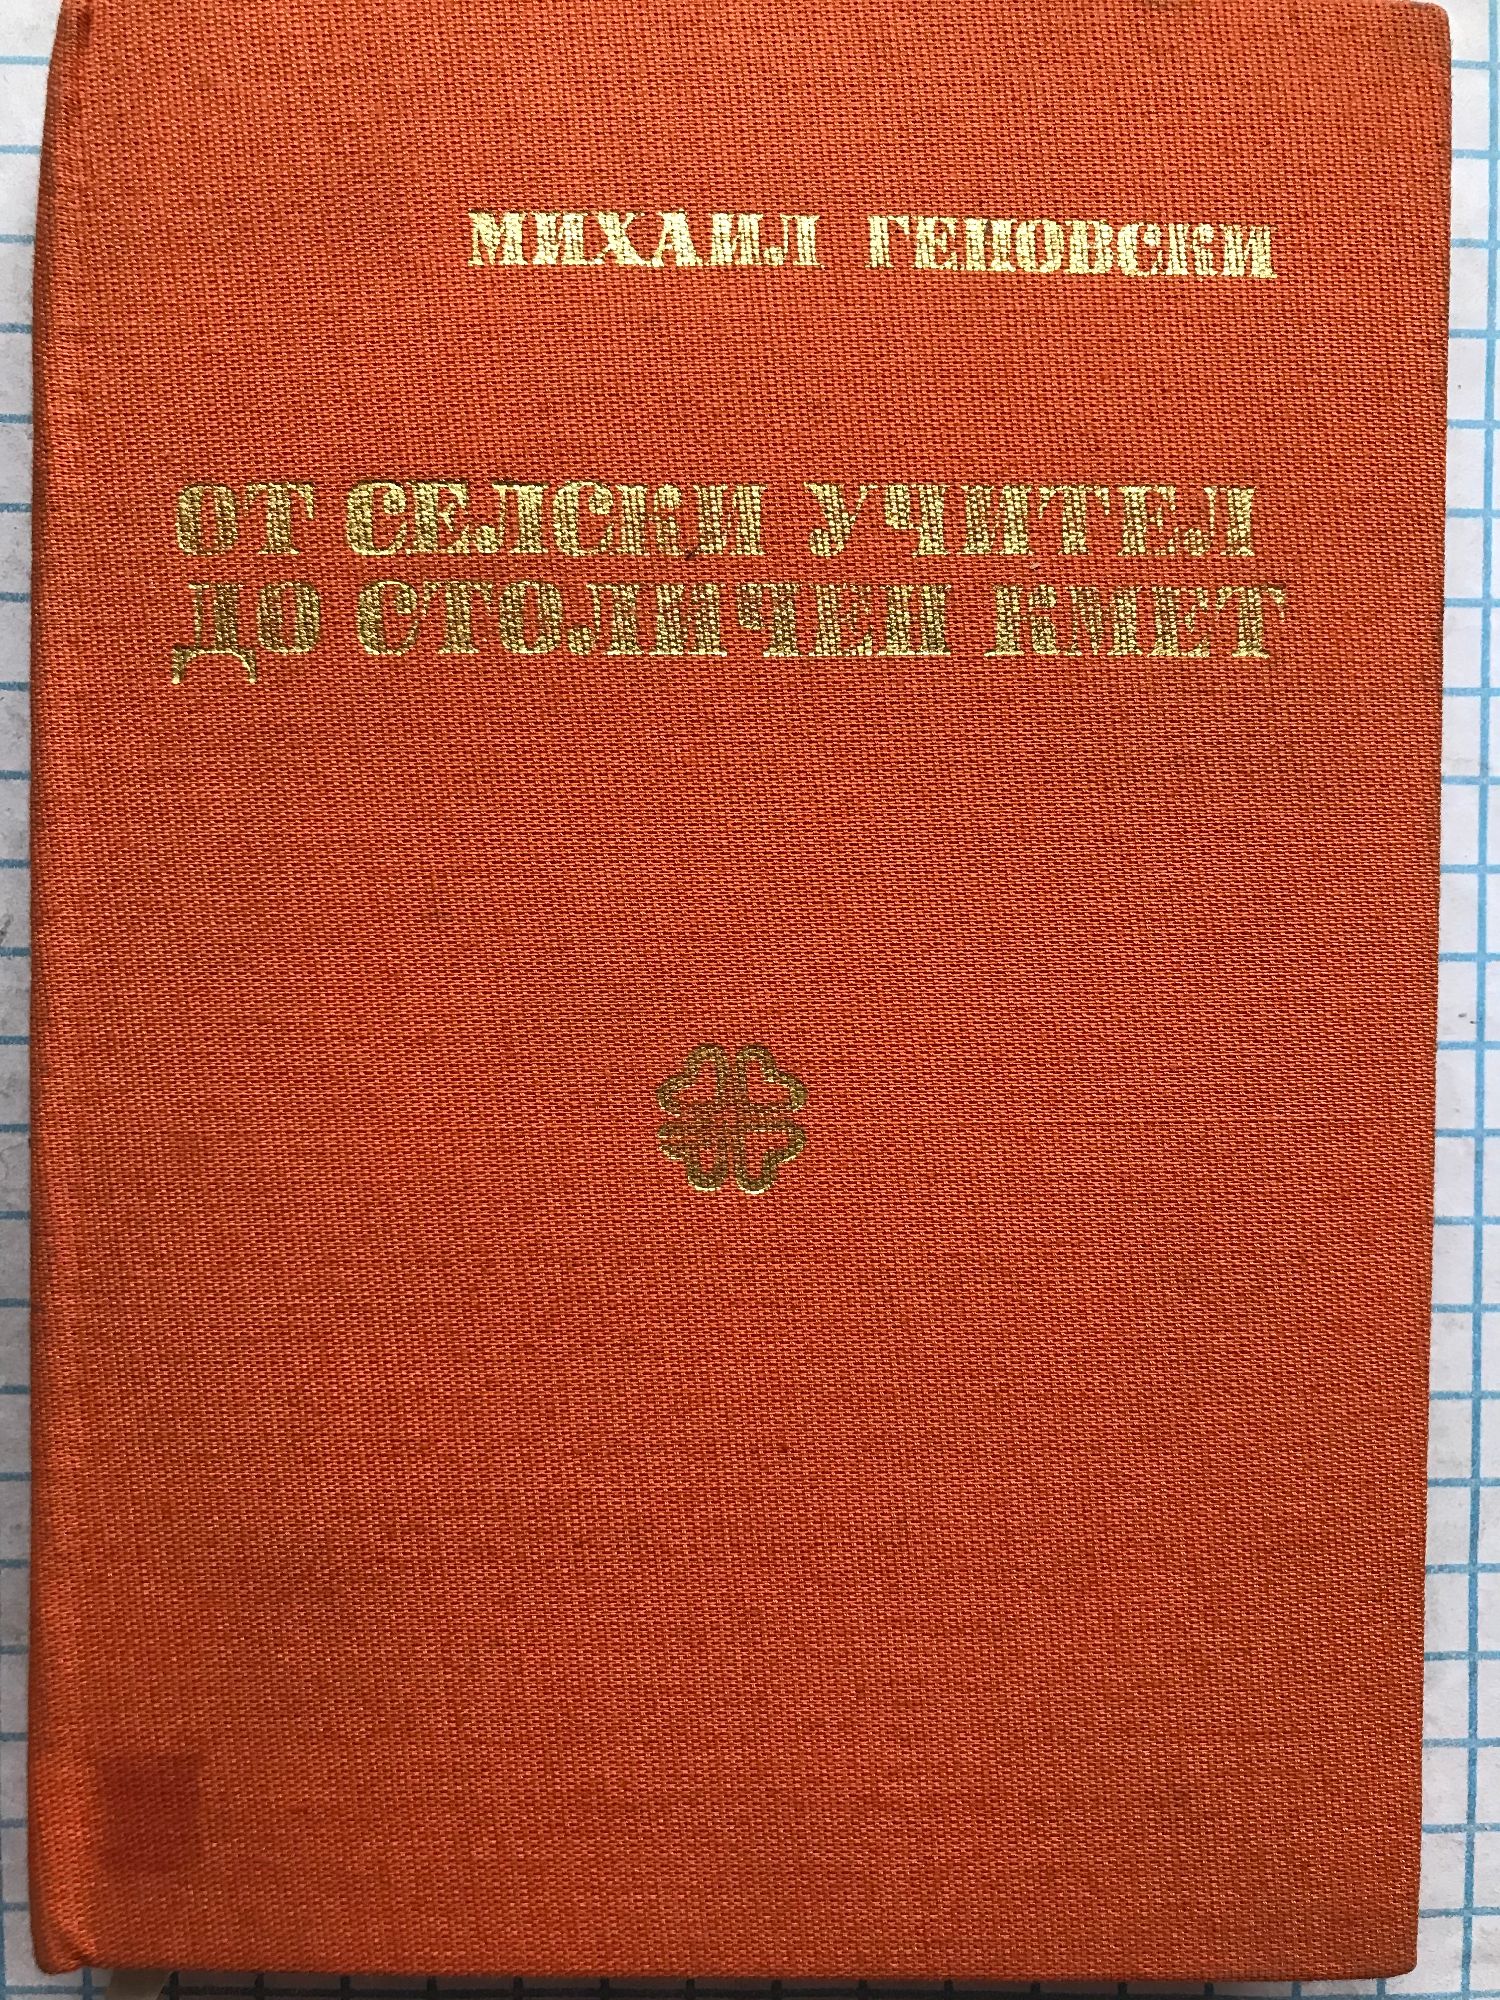 МИХАИЛ ГЕНОВСКИ
ОТ СЕЛСКИ УЧИТЕЛ
ДО СТОЛИЧЕН КМЕТ